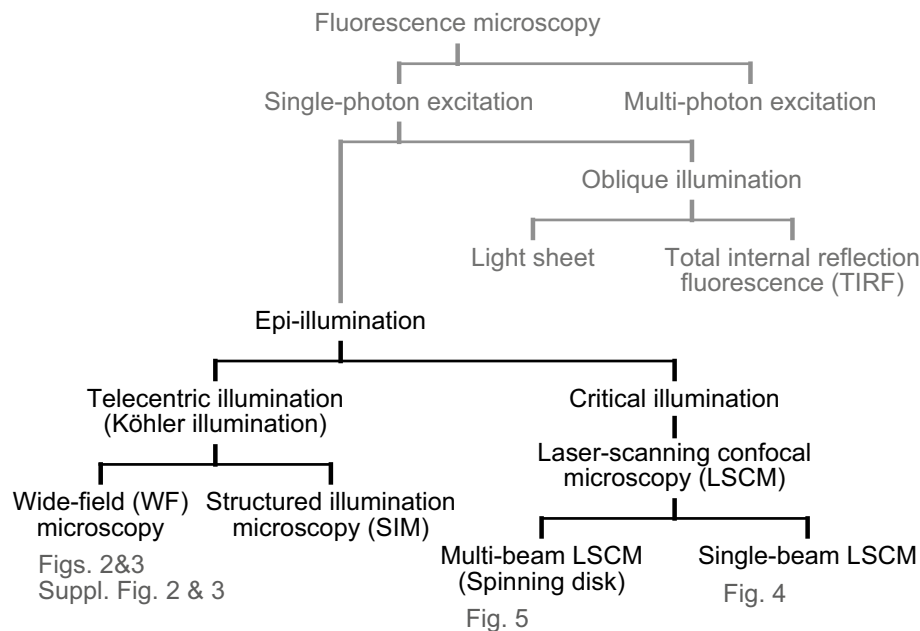 Fluorescence microscopy
Single-photon excitation
Multi-photon excitation
Oblique illumination
Light sheet
Total internal reflection
fluorescence (TIRF)
Epi-illumination
Telecentric illumination
(Köhler illumination)
Critical illumination
Laser-scanning confocal
microscopy (LSCM)
Wide-field (WF)
microscopy
Structured illumination
microscopy (SIM)
Figs. 2&3
Suppl. Fig. 2 & 3
Multi-beam LSCM
(Spinning disk)
Single-beam LSCM
Fig. 5
Fig. 4